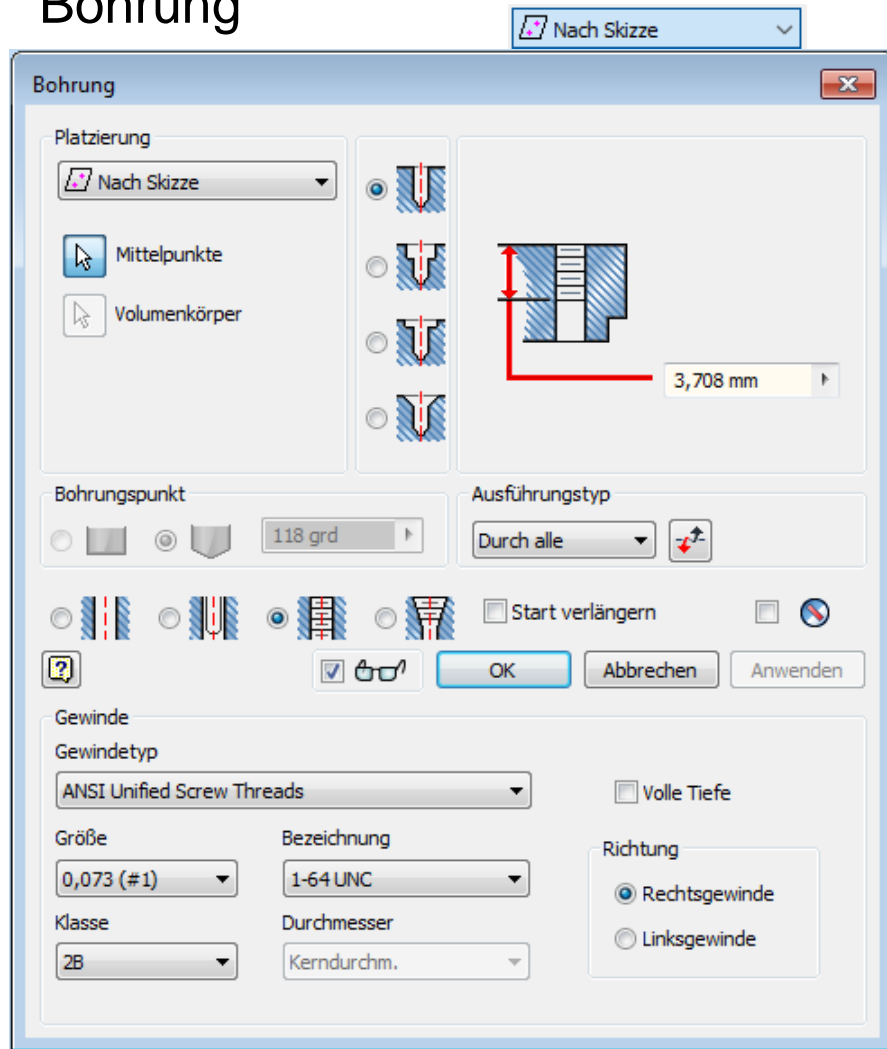 Bohrung
Nach Skizze
Bohrung
Platzierung
Nach Skizze
Mittelpunkte
Volumenkörper
3,708 mm
Bohrungspunkt
118 grd
Ausführungstyp
Durch alle
Start verlängern
OK
Abbrechen
Anwenden
Gewinde
Gewindetyp
ANSI Unified Screw Threads
Volle Tiefe
Größe
Bezeichnung
0,073 (#1)
1-64 UNC
Richtung
Rechtsgewinde
Linksgewinde
Klasse
Durchmesser
2B
Kerndurchm.